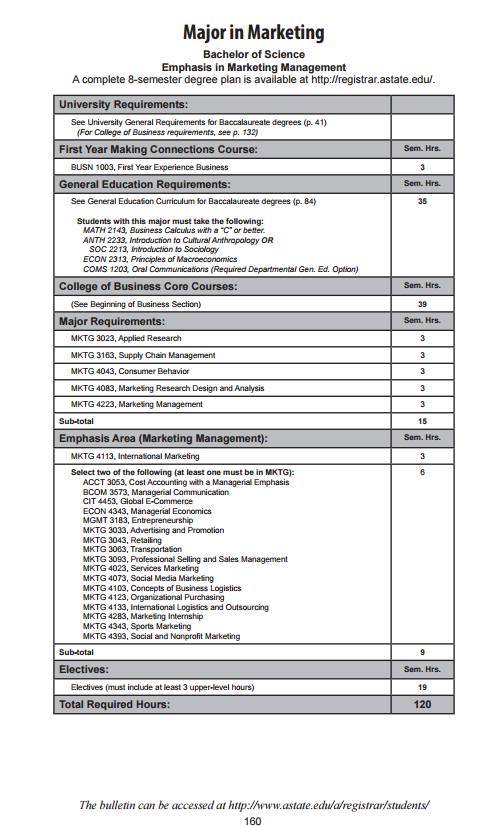 Major in Marketing
Bachelor of Science
Emphasis in Marketing Management
A complete 8-semester degree plan is available at http://registrar.astate.edu/.
University Requirements:
See University General Requirements for Baccalaureate degrees (p. 41)
(For College of Business requirements, see p. 132)
First Year Making Connections Course: Sem. Hrs.
BUSN 1003, First Year Experience Business 3
General Education Requirements: Sem. Hrs.
See General Education Curriculum for Baccalaureate degrees (p. 84) 35
Students with this major must take the following:
MATH 2143, Business Calculus with a “C” or better.
ANTH 2233, Introduction to Cultural Anthropology OR
SOC 2213, Introduction to Sociology
ECON 2313, Principles of Macroeconomics
COMS 1203, Oral Communications (Required Departmental Gen. Ed. Option)
College of Business Core Courses: Sem. Hrs.
(See Beginning of Business Section) 39
Major Requirements: Sem. Hrs.
MKTG 3023, Applied Research 3
MKTG 3163, Supply Chain Management 3
MKTG 4043, Consumer Behavior 3
MKTG 4083, Marketing Research Design and Analysis 3
MKTG 4223, Marketing Management 3
Sub-total 15
Emphasis Area (Marketing Management): Sem. Hrs.
MKTG 4113, International Marketing 3
Select two of the following (at least one must be in MKTG): 6
ACCT 3053, Cost Accounting with a Managerial Emphasis
BCOM 3573, Managerial Communication
CIT 4453, Global E-Commerce
ECON 4343, Managerial Economics
MGMT 3183, Entrepreneurship
MKTG 3033, Advertising and Promotion
MKTG 3043, Retailing
MKTG 3063, Transportation
MKTG 3093, Professional Selling and Sales Management
MKTG 4023, Services Marketing
MKTG 4073, Social Media Marketing
MKTG 4103, Concepts of Business Logistics
MKTG 4123, Organizational Purchasing
MKTG 4133, International Logistics and Outsourcing
MKTG 4283, Marketing Internship
MKTG 4343, Sports Marketing
MKTG 4393, Social and Nonprofit Marketing
Sub-total 9
Electives: Sem. Hrs.
Electives (must include at least 3 upper-level hours) 19
Total Required Hours: 120
The bulletin can be accessed at http://www.astate.edu/a/registrar/students/
160